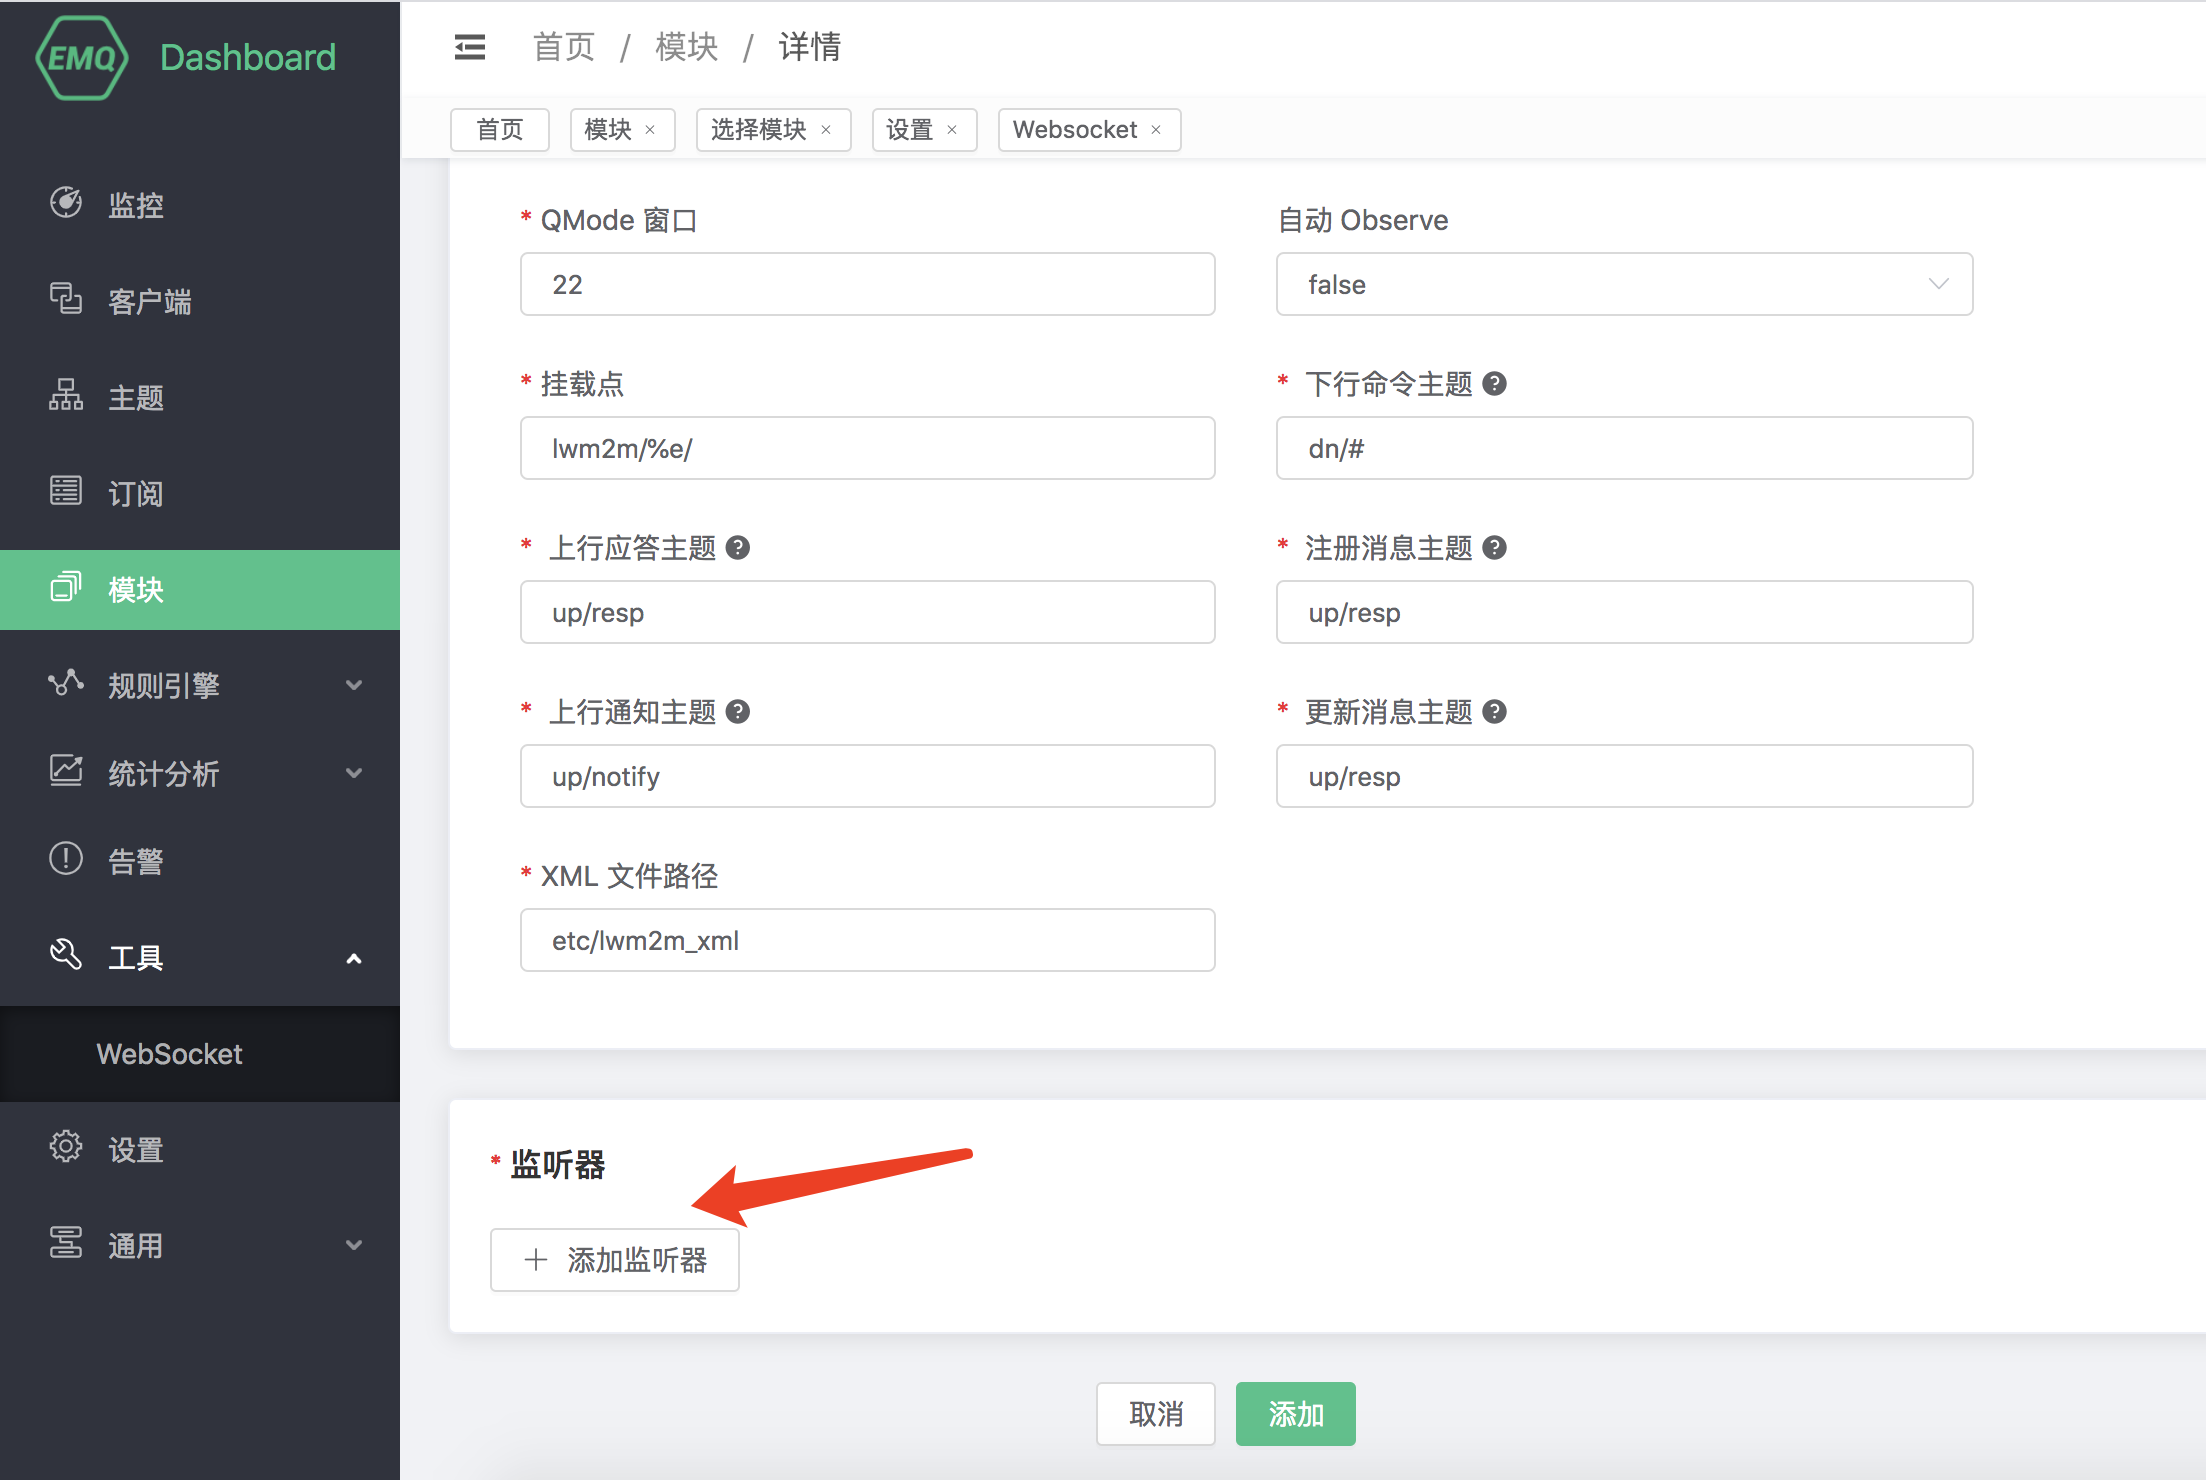 EMQ Dashboard
监控
客户端
主题
订阅
模块
规则引擎
统计分析
告警
工具
WebSocket
设置
通用
首页 / 模块 / 详情
首页 模块 × 选择模块 × 设置 × Websocket ×
* QMode 窗口 自动 Observe
22 false
* 挂载点 * 下行命令主题 ?
lwm2m/%e/ dn/#
* 上行应答主题 ? * 注册消息主题 ?
up/resp up/resp
* 上行通知主题 ? * 更新消息主题 ?
up/notify up/resp
* XML 文件路径
etc/lwm2m_xml
* 监听器
+ 添加监听器
取消 添加